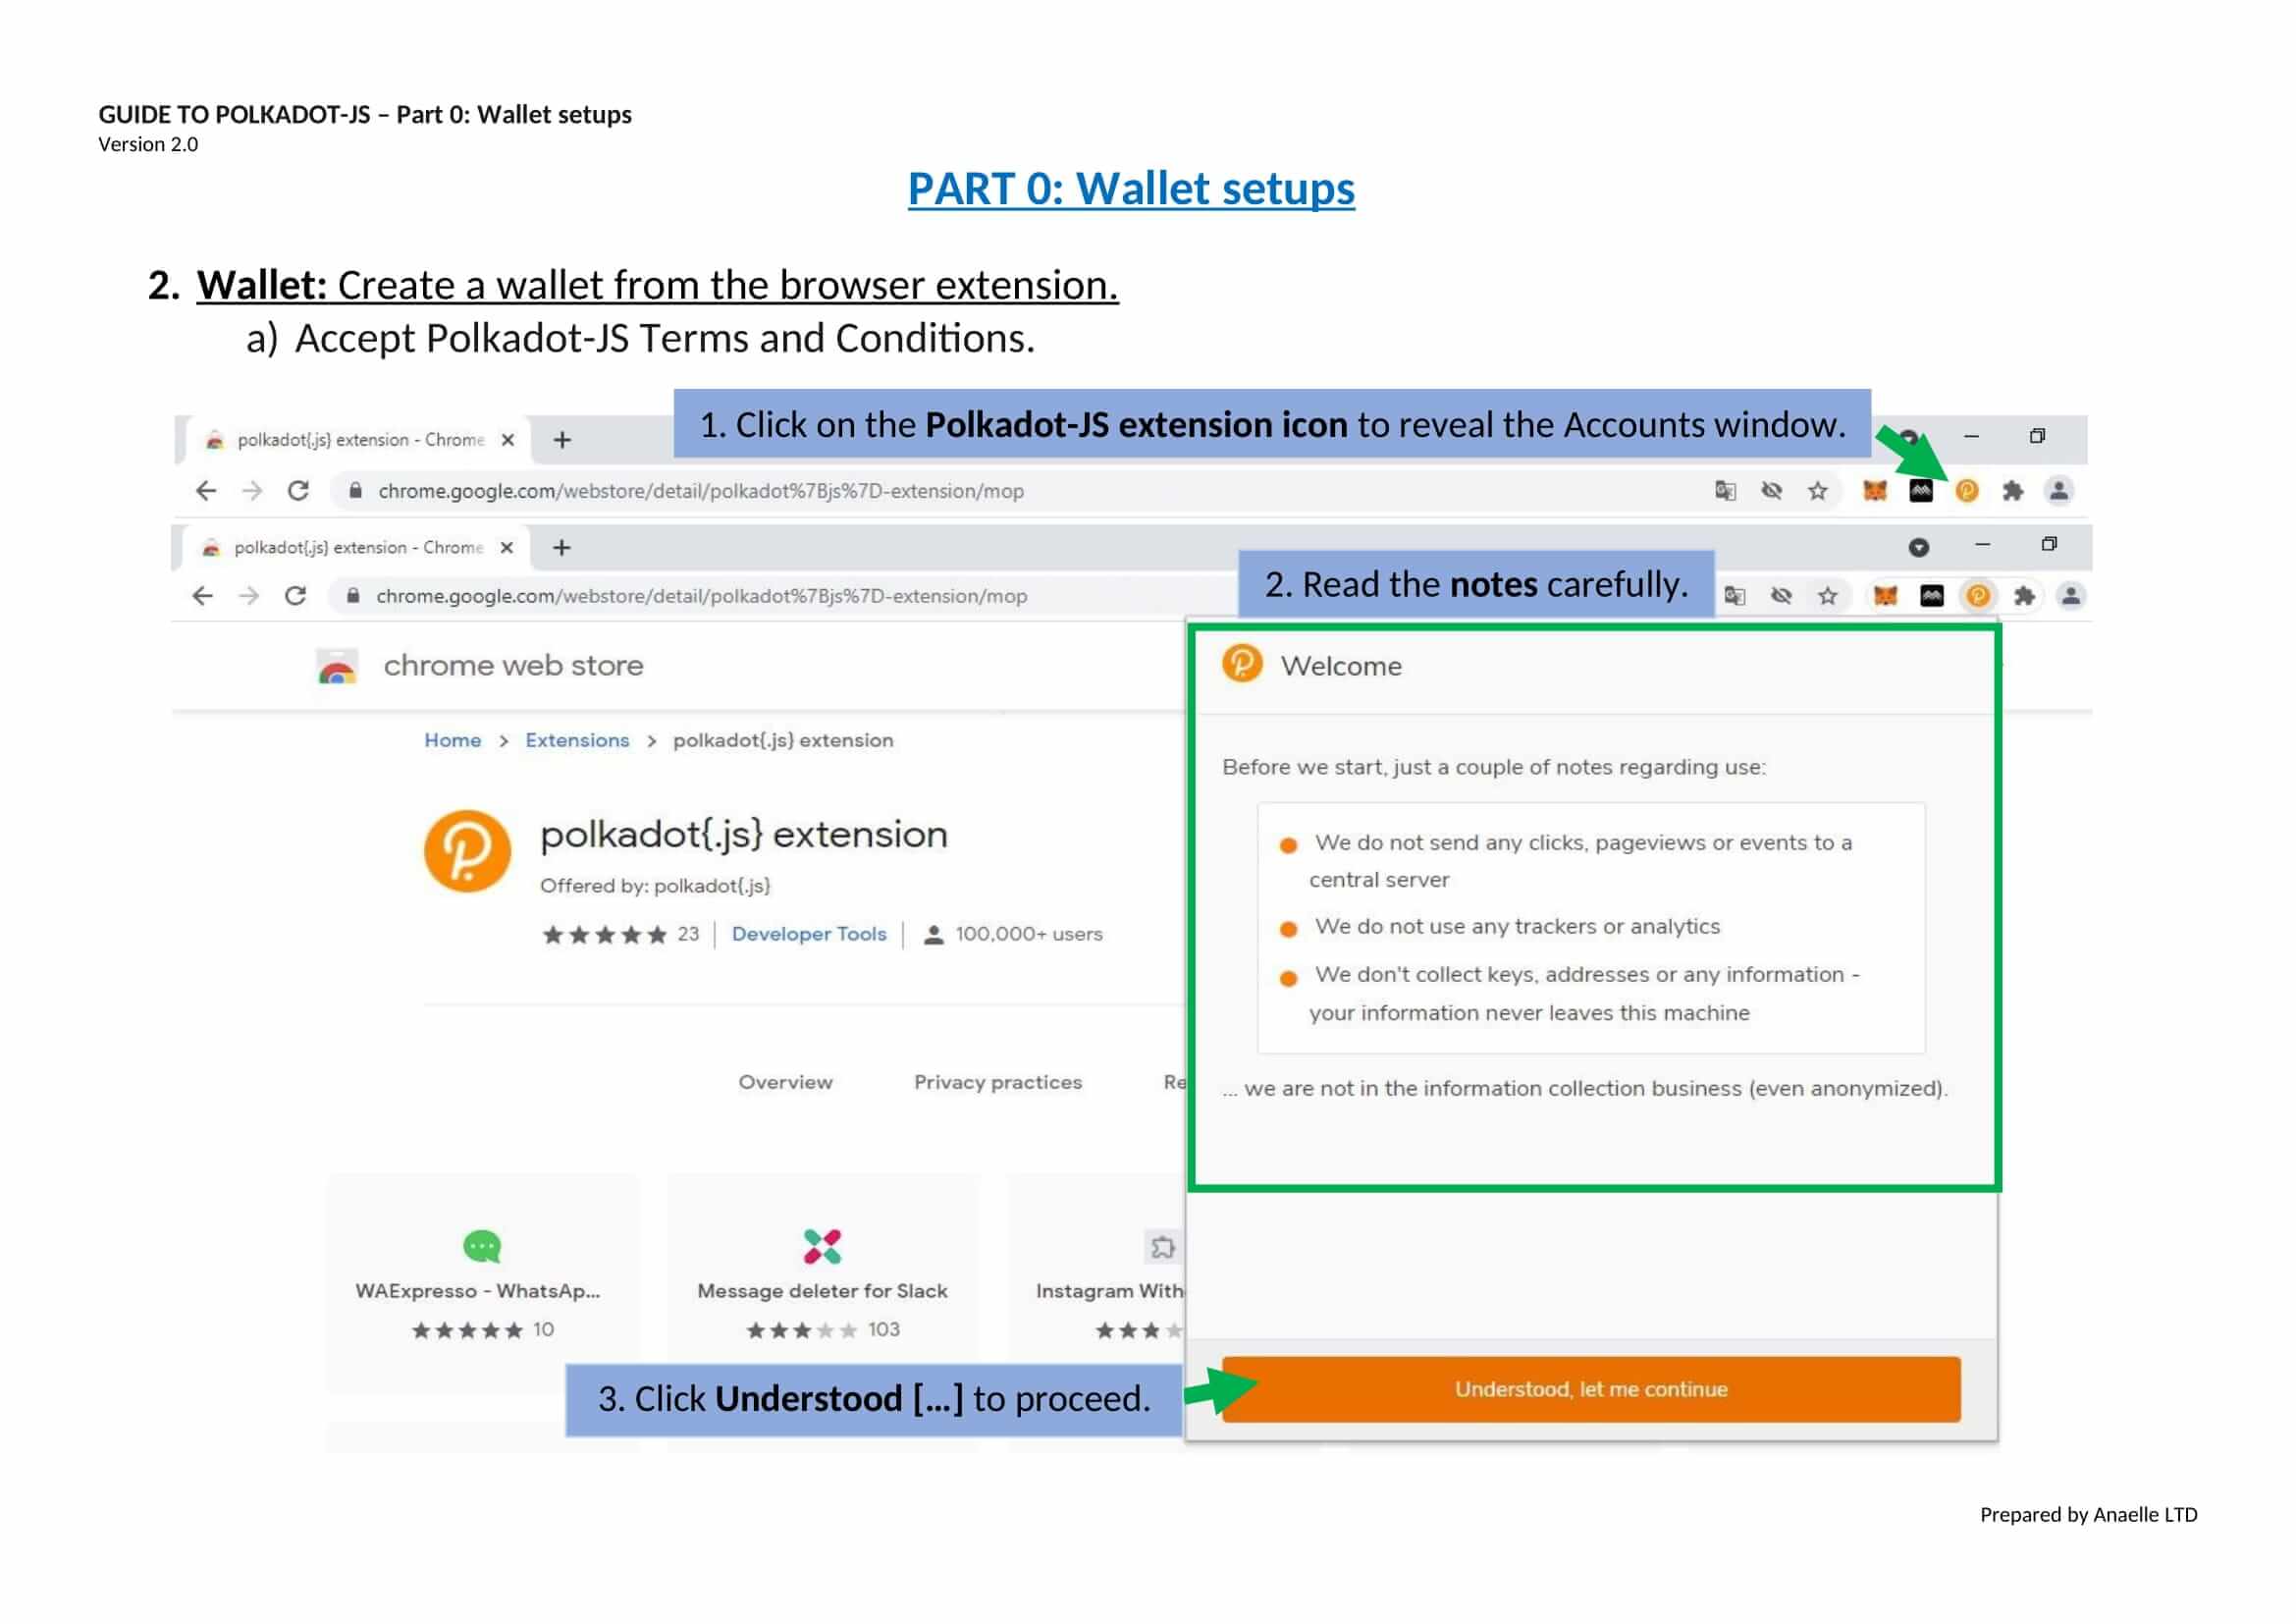 GUIDE TO POLKADOT-JS – Part 0: Wallet setups
Version 2.0
PART 0: Wallet setups
2. Wallet: Create a wallet from the browser extension.
a) Accept Polkadot-JS Terms and Conditions.
1. Click on the Polkadot-JS extension icon to reveal the Accounts window.
polkadot{.js} extension - Chrome
chrome.google.com/webstore/detail/polkadot%7Bjs%7D-extension/mop
polkadot{.js} extension - Chrome
2. Read the notes carefully.
chrome.google.com/webstore/detail/polkadot%7Bjs%7D-extension/mop
chrome web store
Home > Extensions > polkadot{.js} extension
polkadot{.js} extension
Offered by: polkadot{.js}
23 | Developer Tools | 100,000+ users
Overview Privacy practices Re
WAExpresso - WhatsAp...
10
Message deleter for Slack
103
Instagram With
Welcome
Before we start, just a couple of notes regarding use:
We do not send any clicks, pageviews or events to a
central server
We do not use any trackers or analytics
We don't collect keys, addresses or any information -
your information never leaves this machine
... we are not in the information collection business (even anonymized).
3. Click Understood [...] to proceed.
Understood, let me continue
Prepared by Anaelle LTD